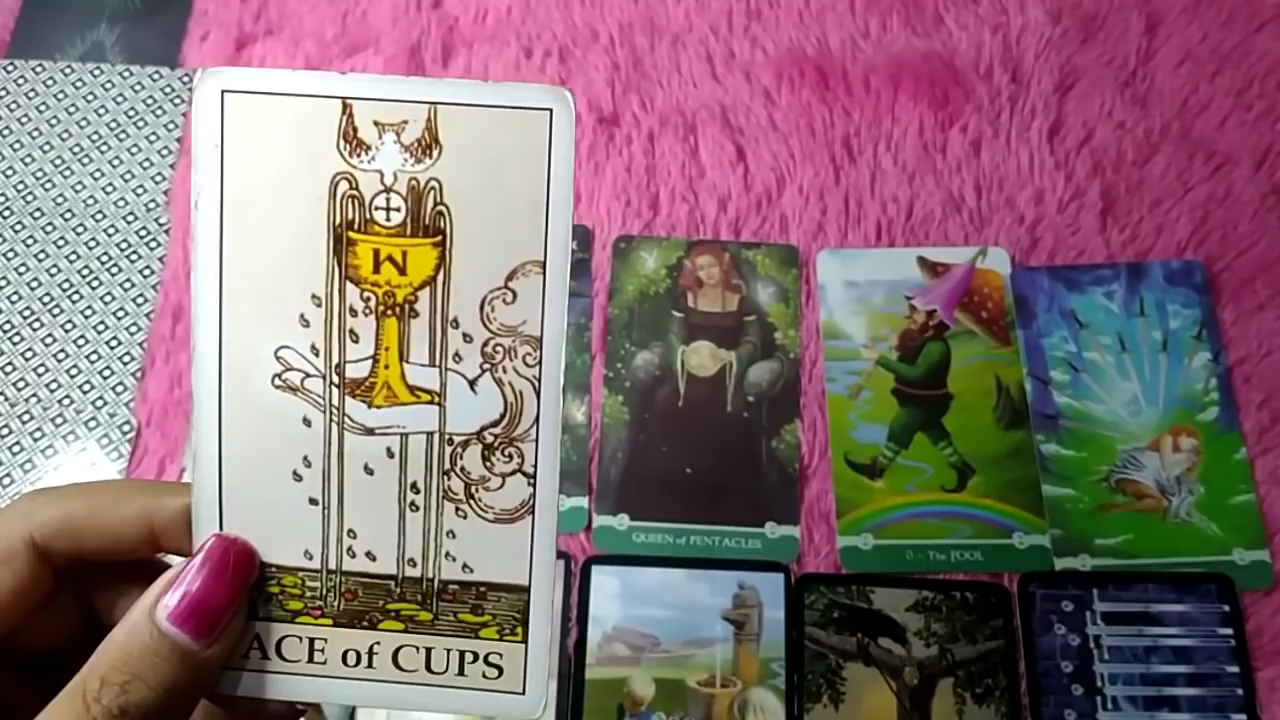 M
ACE of CUPS
QUEEN of PENTACLES
0 - The FOOL